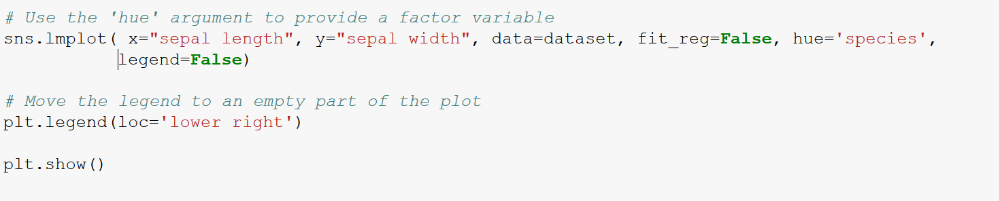 # Use the 'hue' argument to provide a factor variable
sns.lmplot( x="sepal length", y="sepal width", data=dataset, fit_reg=False, hue='species',
legend=False)
# Move the legend to an empty part of the plot
plt.legend(loc='lower right')
plt.show()